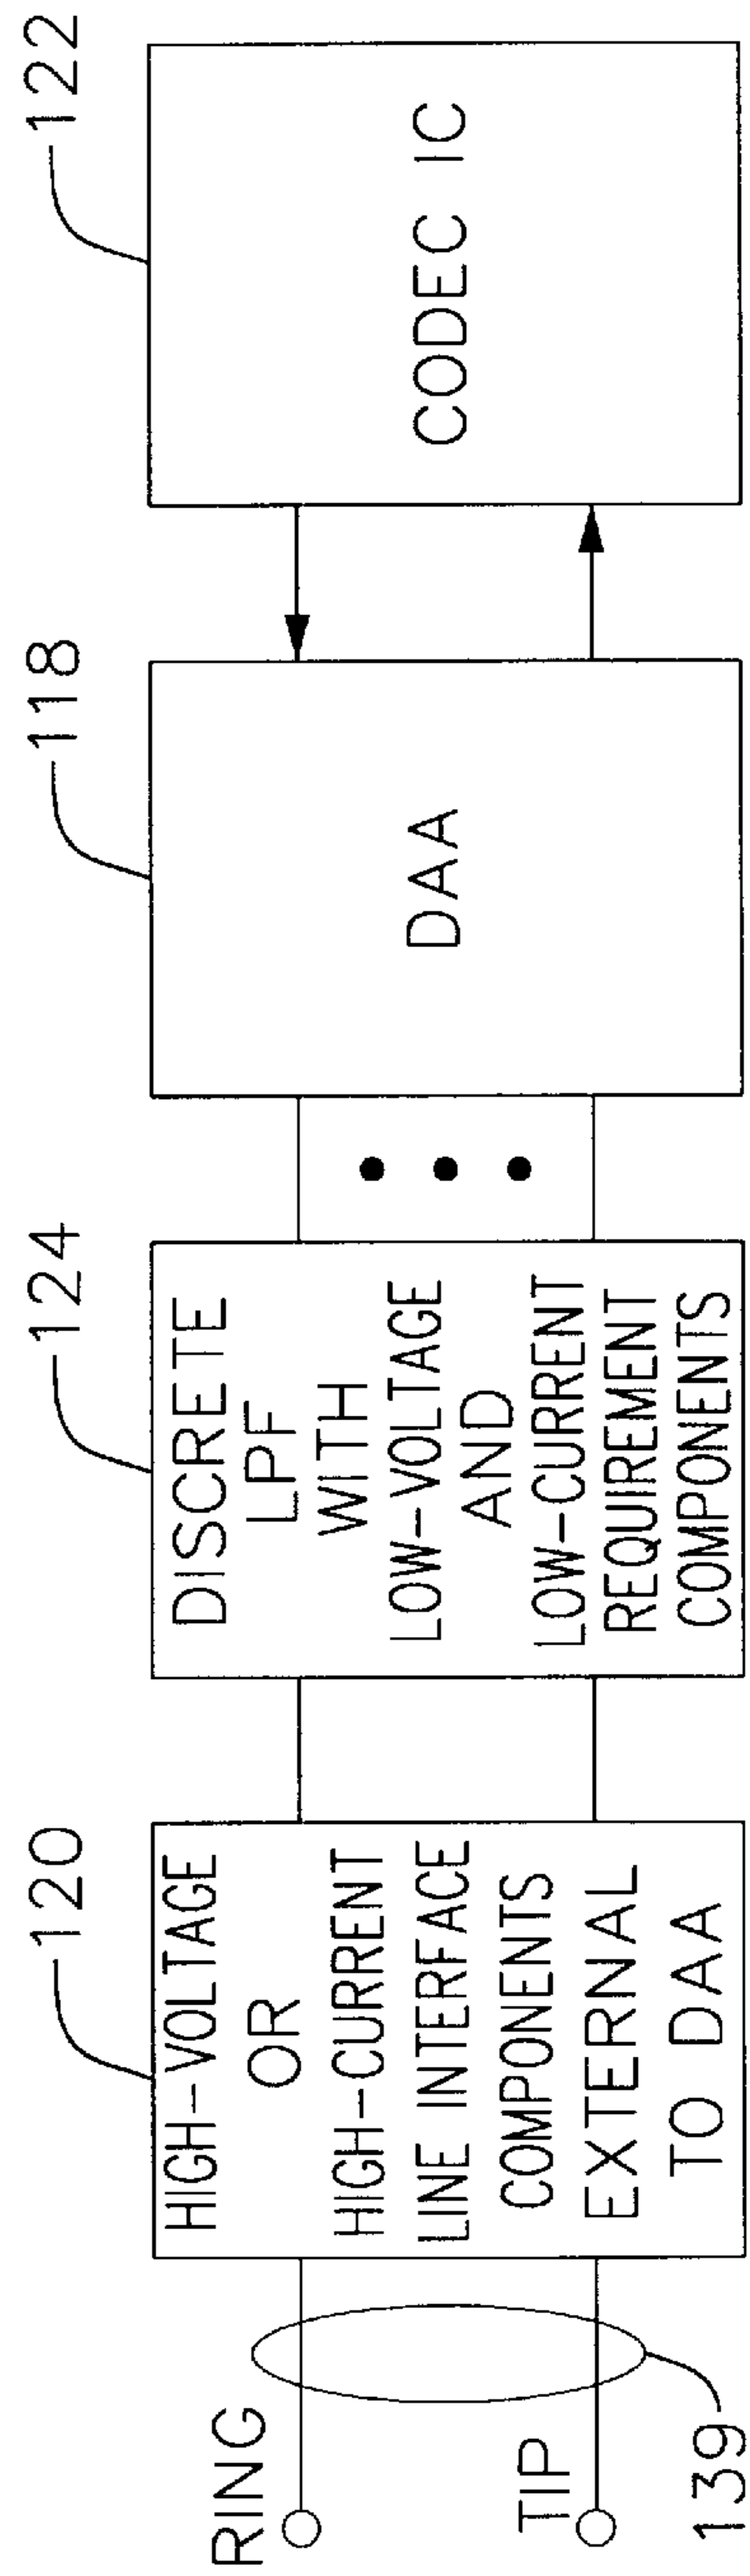 RING
TIP
139
120
HIGH-VOLTAGE
OR
HIGH-CURRENT
LINE INTERFACE
COMPONENTS
EXTERNAL
TO DAA
124
DISCRETE
LPF
WITH
LOW-VOLTAGE
AND
LOW-CURRENT
REQUIREMENT
COMPONENTS
118
DAA
122
CODEC IC